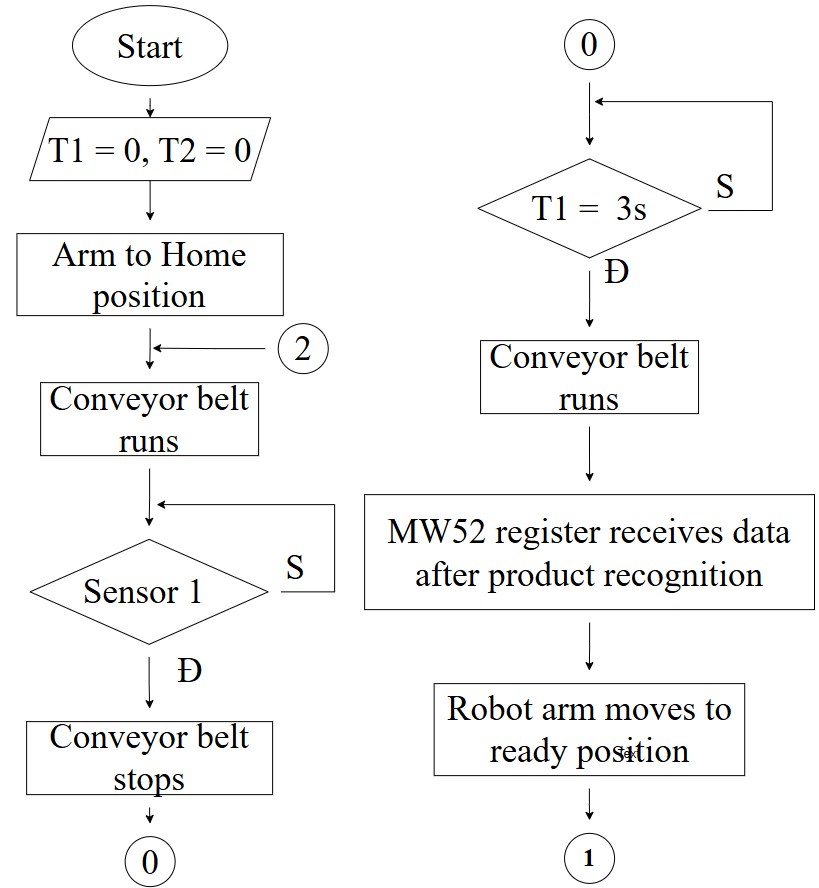 Start
T1 = 0, T2 = 0
Arm to Home
position
2
Conveyor belt
runs
Sensor 1
S
Đ
Conveyor belt
stops
0
0
T1 = 3s
S
Đ
Conveyor belt
runs
MW52 register receives data
after product recognition
Robot arm moves to
ready position
1